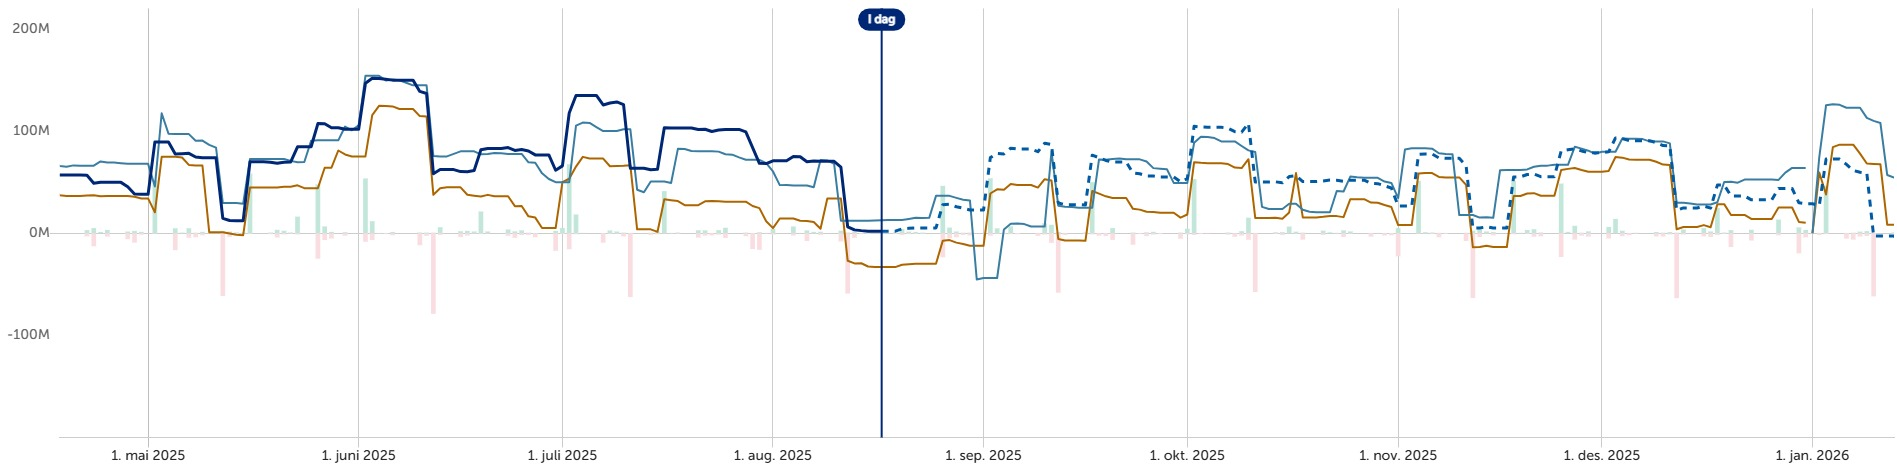 I dag
200M
100M
0M
-100M
1. mai 2025
1. juni 2025
1. juli 2025
1. aug. 2025
1. sep. 2025
1. okt. 2025
1. nov. 2025
1. des. 2025
1. jan. 2026